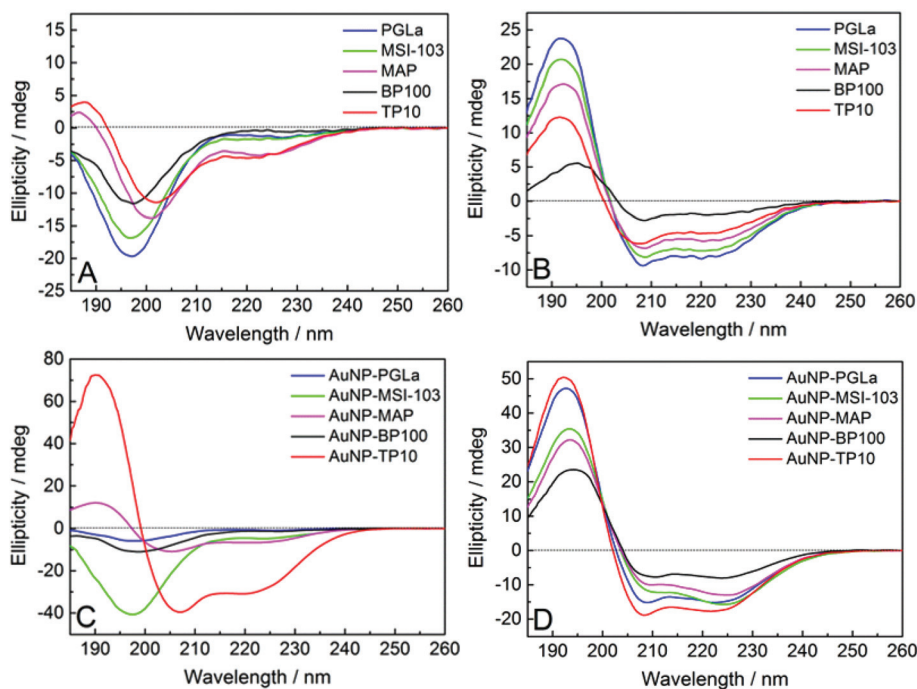 15
10
5
0
-5
-10
-15
-20
-25
Ellipticity / mdeg
PGLa
MSI-103
MAP
BP100
TP10
A
190 200 210 220 230 240 250 260
Wavelength / nm
25
20
15
10
5
0
-5
-10
Ellipticity / mdeg
PGLa
MSI-103
MAP
BP100
TP10
B
190 200 210 220 230 240 250 260
Wavelength / nm
80
60
40
20
0
-20
-40
Ellipticity / mdeg
AuNP-PGLa
AuNP-MSI-103
AuNP-MAP
AuNP-BP100
AuNP-TP10
C
190 200 210 220 230 240 250 260
Wavelength / nm
50
40
30
20
10
0
-10
-20
Ellipticity / mdeg
AuNP-PGLa
AuNP-MSI-103
AuNP-MAP
AuNP-BP100
AuNP-TP10
D
190 200 210 220 230 240 250 260
Wavelength / nm